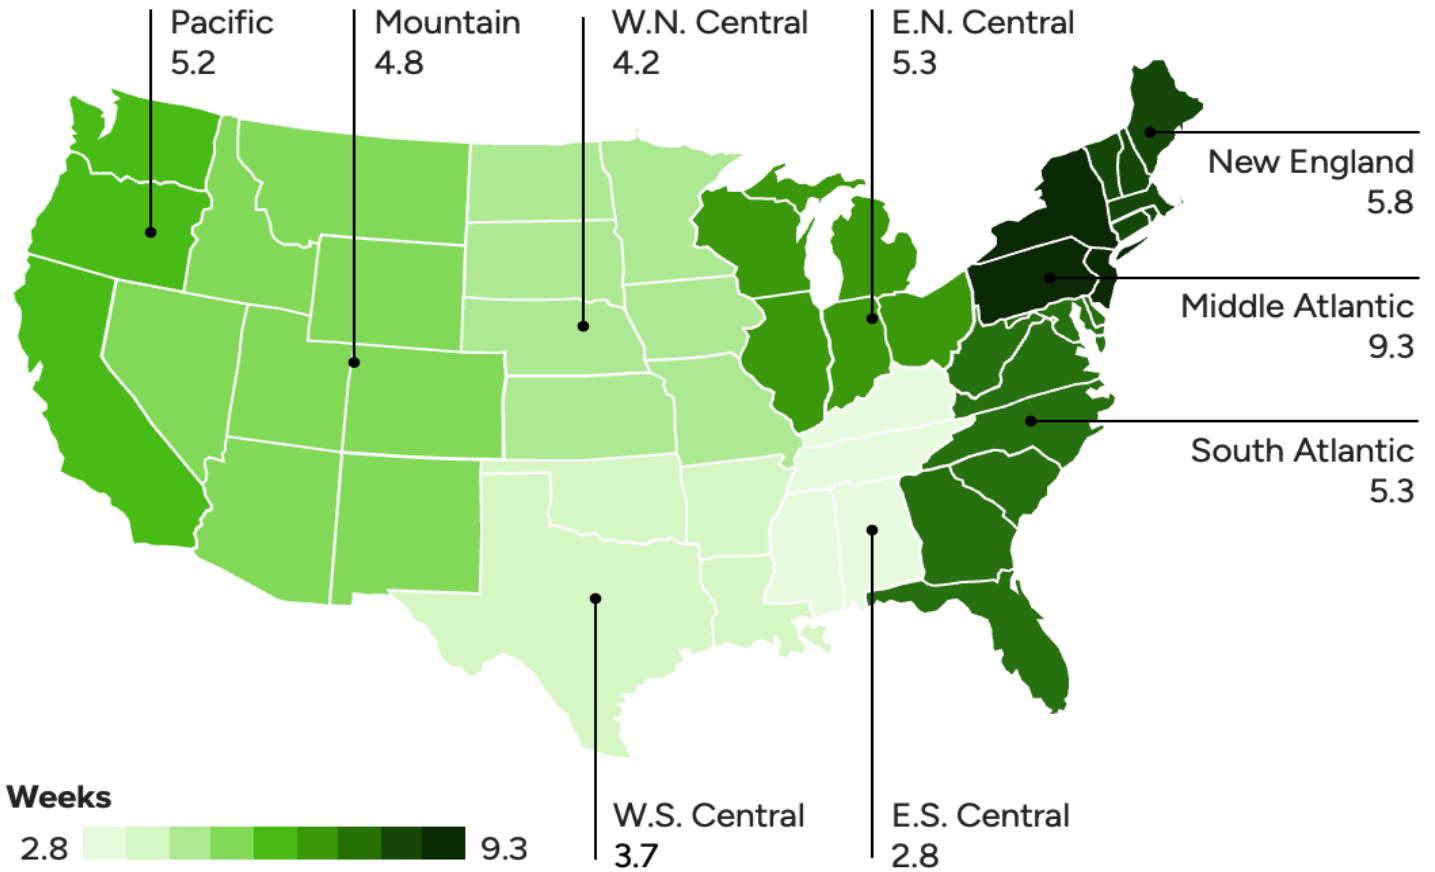 Pacific
5.2
Mountain
4.8
W.N. Central
4.2
E.N. Central
5.3
New England
5.8
Middle Atlantic
9.3
South Atlantic
5.3
Weeks
2.8
9.3
W.S. Central
3.7
E.S. Central
2.8